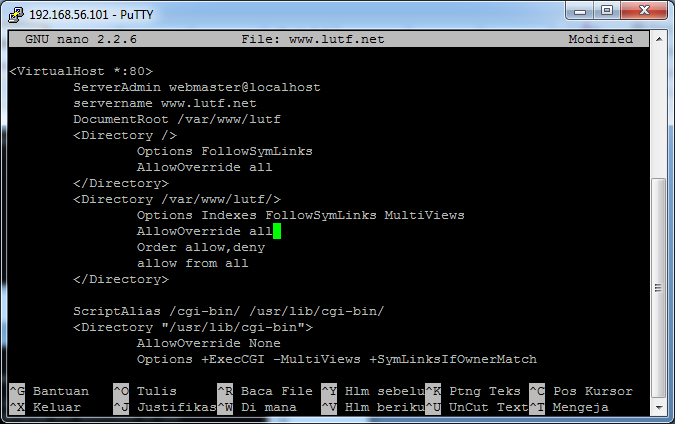 192.168.56.101 - PuTTY
GNU nano 2.2.6 File: www.lutf.net Modified
<VirtualHost *:80>
ServerAdmin webmaster@localhost
servername www.lutf.net
DocumentRoot /var/www/lutf
<Directory />
Options FollowSymLinks
AllowOverride all
</Directory>
<Directory /var/www/lutf/>
Options Indexes FollowSymLinks MultiViews
AllowOverride all
Order allow,deny
allow from all
</Directory>
ScriptAlias /cgi-bin/ /usr/lib/cgi-bin/
<Directory "/usr/lib/cgi-bin">
AllowOverride None
Options +ExecCGI -MultiViews +SymLinksIfOwnerMatch
^G Bantuan ^O Tulis ^R Baca File ^Y Hlm sebelu^K Ptng Teks ^C Pos Kursor
^X Keluar ^J Justifikas^W Di mana ^V Hlm beriku^U UnCut Text^T Mengeja